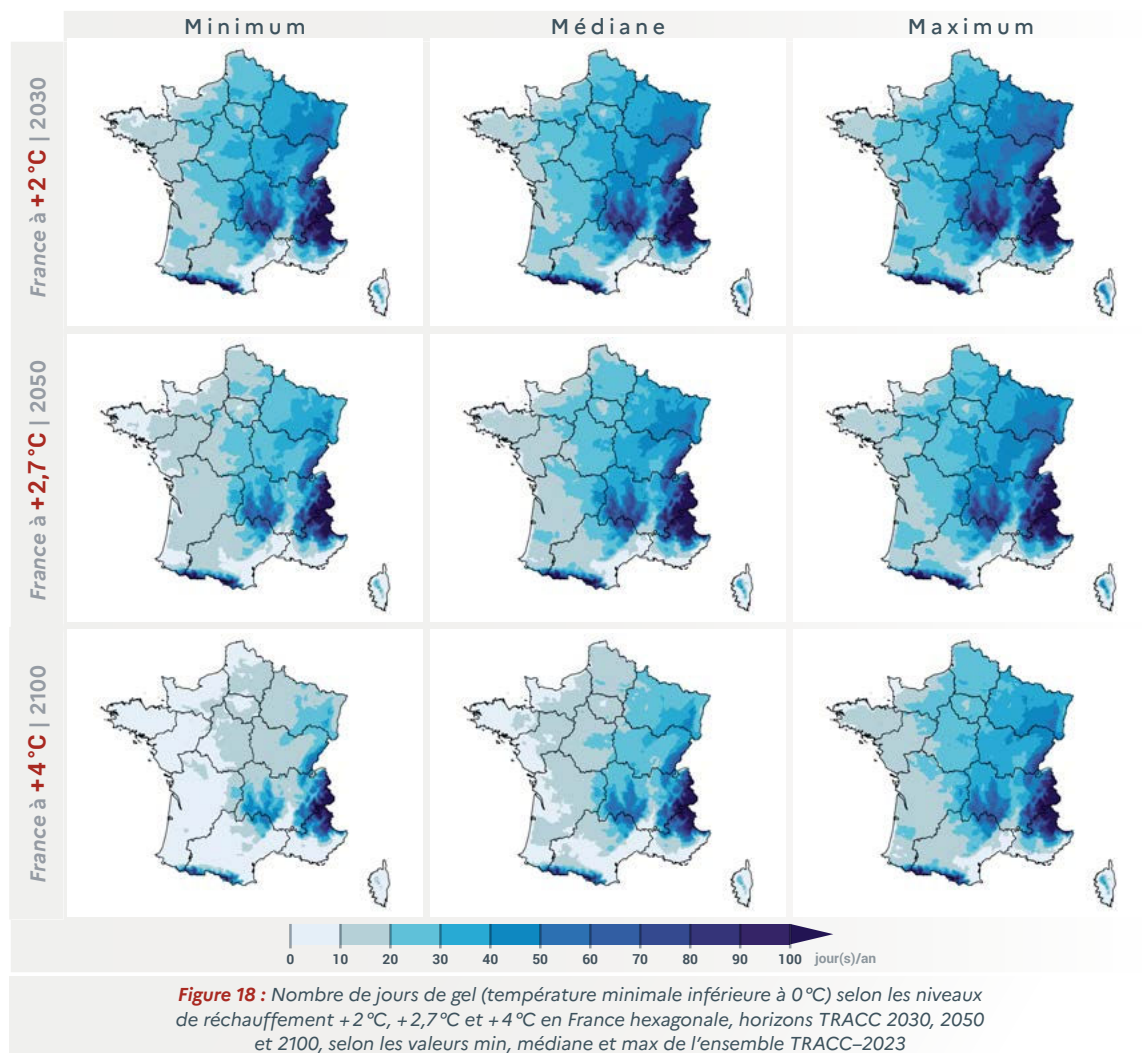 Minimum
Médiane
Maximum
France à +2 °C | 2030
France à +2,7 °C | 2050
France à +4 °C | 2100
0 10 20 30 40 50 60 70 80 90 100 jour(s)/an
Figure 18 : Nombre de jours de gel (température minimale inférieure à 0 °C) selon les niveaux
de réchauffement +2 °C, +2,7 °C et +4 °C en France hexagonale, horizons TRACC 2030, 2050
et 2100, selon les valeurs min, médiane et max de l'ensemble TRACC–2023